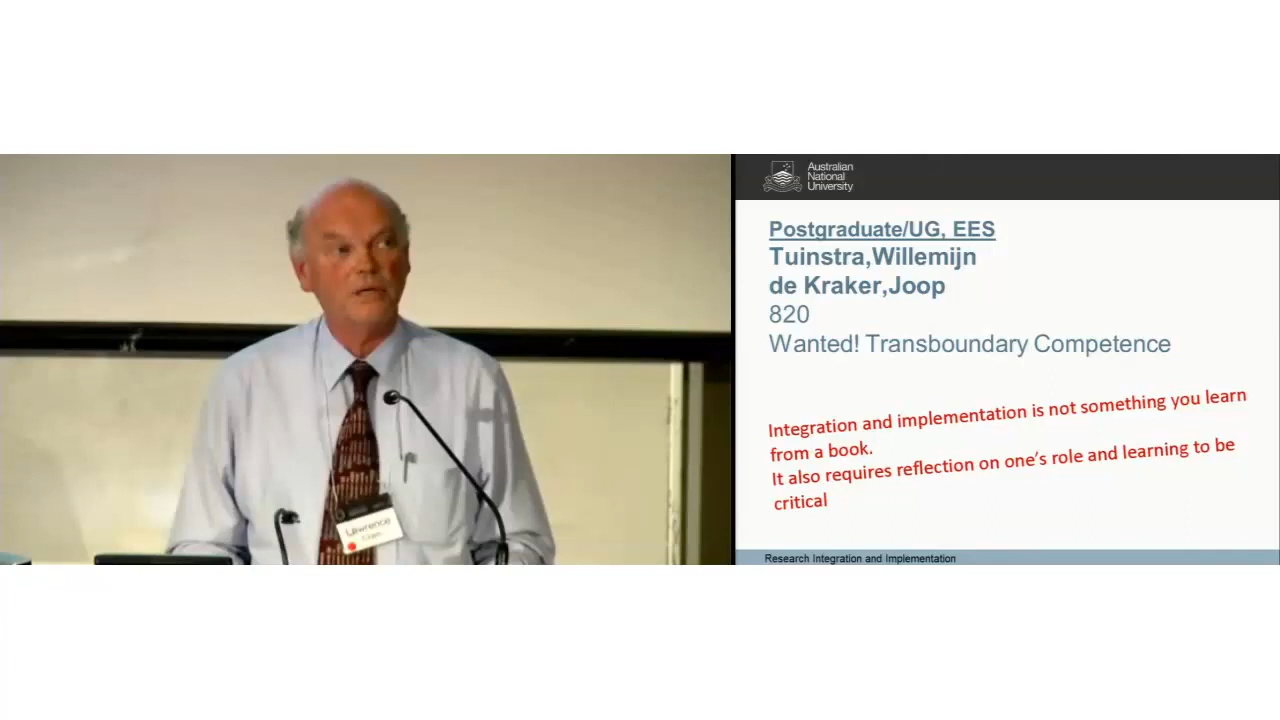 Lawrence
Australian
National
University
Postgraduate/UG, EES
Tuinstra,Willemijn
de Kraker,Joop
820
Wanted! Transboundary Competence
Integration and implementation is not something you learn
from a book.
It also requires reflection on one's role and learning to be
critical
Research Integration and Implementation